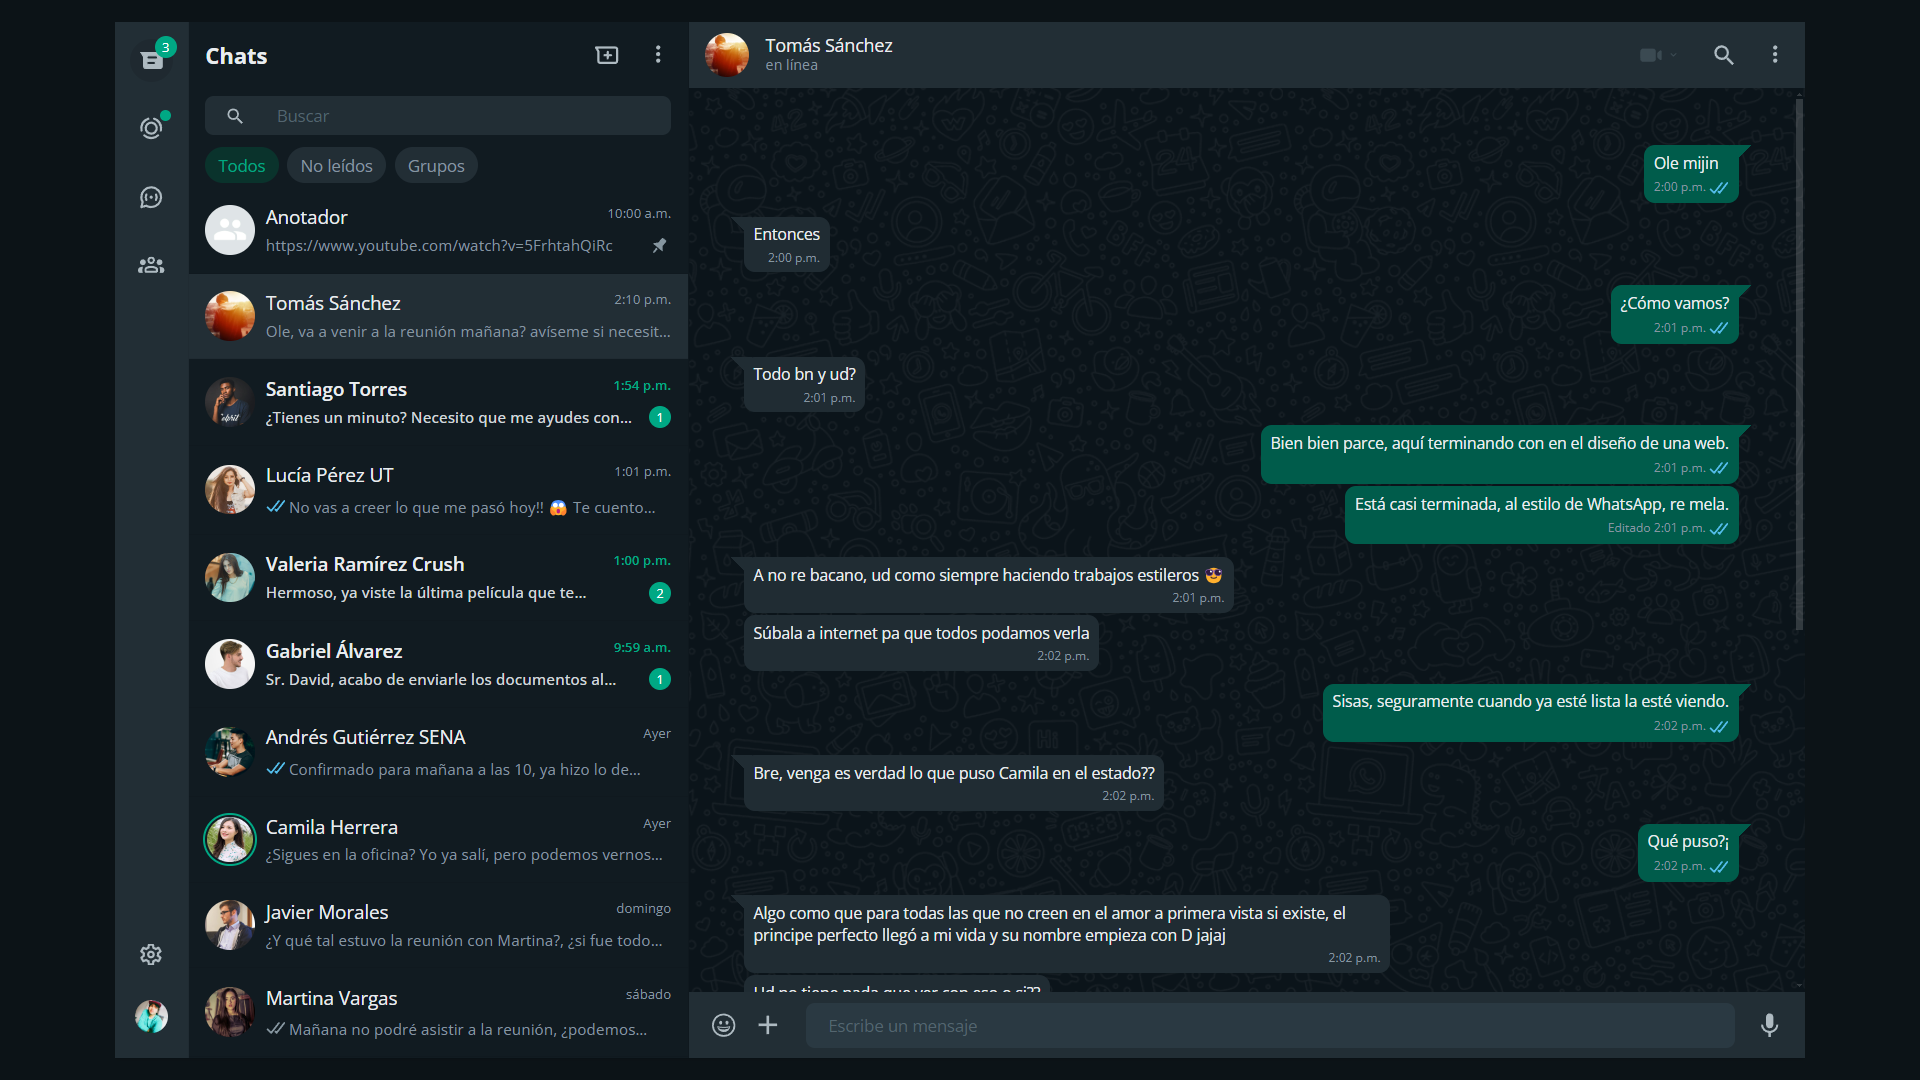 3
Chats
Buscar
Todos
No leídos
Grupos
Anotador
10:00 a.m.
https://www.youtube.com/watch?v=5FrhtahQiRc
Tomás Sánchez
2:10 p.m.
Ole, va a venir a la reunión mañana? avíseme si necesit...
Santiago Torres
1:54 p.m.
¿Tienes un minuto? Necesito que me ayudes con...
1
Lucía Pérez UT
1:01 p.m.
No vas a creer lo que me pasó hoy!! 😱 Te cuento...
Valeria Ramírez Crush
1:00 p.m.
Hermoso, ya viste la última película que te...
2
Gabriel Álvarez
9:59 a.m.
Sr. David, acabo de enviarle los documentos al...
1
Andrés Gutiérrez SENA
Ayer
Confirmado para mañana a las 10, ya hizo lo de...
Camila Herrera
Ayer
¿Sigues en la oficina? Yo ya salí, pero podemos vernos...
Javier Morales
domingo
¿Y qué tal estuvo la reunión con Martina?, ¿si fue todo...
Martina Vargas
sábado
Mañana no podré asistir a la reunión, ¿podemos...
Tomás Sánchez
en línea
Ole mijin
2:00 p.m.
Entonces
2:00 p.m.
¿Cómo vamos?
2:01 p.m.
Todo bn y ud?
2:01 p.m.
Bien bien parce, aquí terminando con en el diseño de una web.
2:01 p.m.
Está casi terminada, al estilo de WhatsApp, re mela.
Editado 2:01 p.m.
A no re bacano, ud como siempre haciendo trabajos estileros 😎
2:01 p.m.
Súbala a internet pa que todos podamos verla
2:02 p.m.
Sisas, seguramente cuando ya esté lista la esté viendo.
2:02 p.m.
Bre, venga es verdad lo que puso Camila en el estado??
2:02 p.m.
Qué puso?¡
2:02 p.m.
Algo como que para todas las que no creen en el amor a primera vista si existe, el
principe perfecto llegó a mi vida y su nombre empieza con D jajaj
2:02 p.m.
Ud no tiene nada que ver con eso o si??
Escribe un mensaje